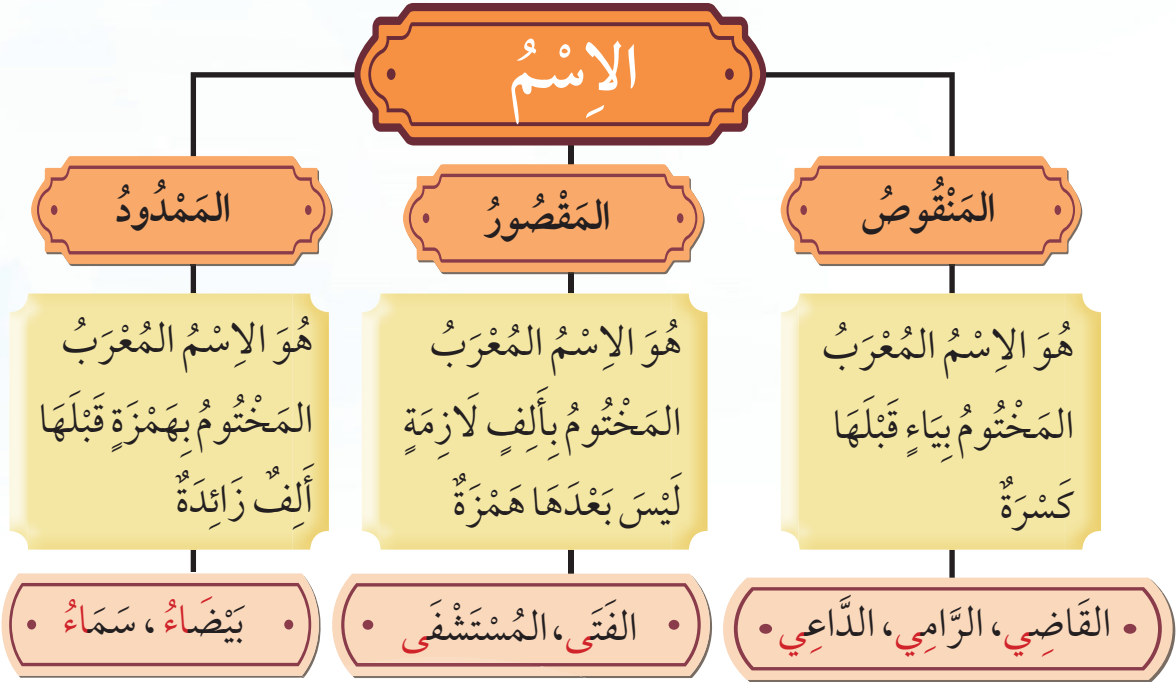 الاِسْمُ
المَنْقُوصُ
هُوَ الاِسْمُ المُعْرَبُ
المَخْتُومُ بِيَاءٍ قَبْلَهَا
كَسْرَةٌ
القَاضِي، الرَّامِي، الدَّاعِي
المَقْصُورُ
هُوَ الاِسْمُ المُعْرَبُ
المَخْتُومُ بِأَلِفٍ لَازِمَةٍ
لَيْسَ بَعْدَهَا هَمْزَةٌ
الفَتَى، المُسْتَشْفَى
المَمْدُودُ
هُوَ الاِسْمُ المُعْرَبُ
المَخْتُومُ بِهَمْزَةٍ قَبْلَهَا
أَلِفٌ زَائِدَةٌ
بَيْضَاءُ، سَمَاءُ